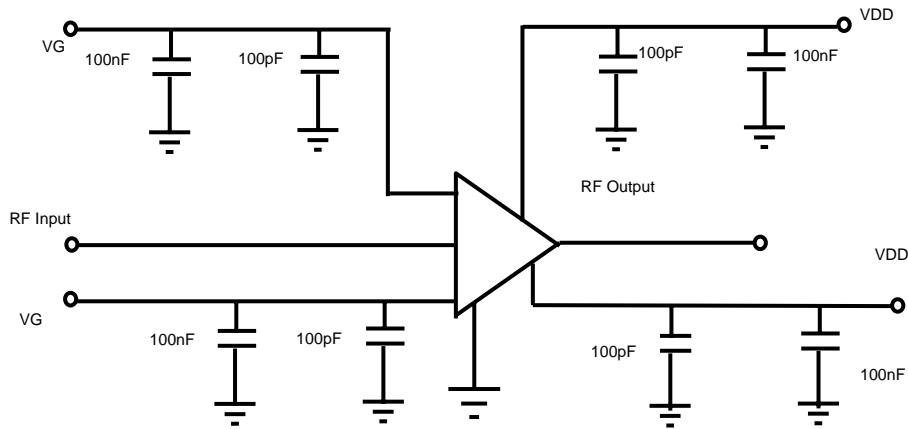 VG
100nF
100pF
100pF
100nF
VDD
RF Output
RF Input
VDD
VG
100nF
100pF
100pF
100nF